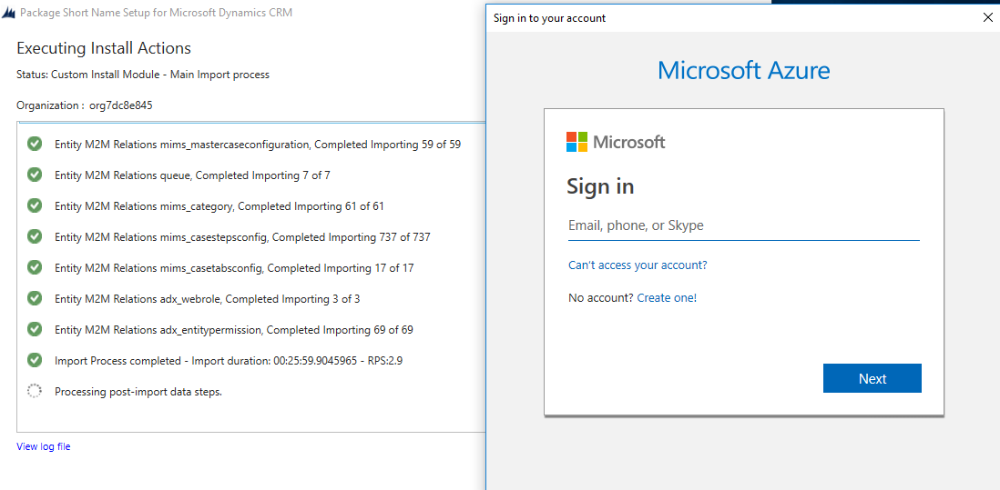 Package Short Name Setup for Microsoft Dynamics CRM
Executing Install Actions
Status: Custom Install Module - Main Import process
Organization : org7dc8e845
Entity M2M Relations mims_mastercaseconfiguration, Completed Importing 59 of 59
Entity M2M Relations queue, Completed Importing 7 of 7
Entity M2M Relations mims_category, Completed Importing 61 of 61
Entity M2M Relations mims_casestepsconfig, Completed Importing 737 of 737
Entity M2M Relations mims_casetabsconfig, Completed Importing 17 of 17
Entity M2M Relations adx_webrole, Completed Importing 3 of 3
Entity M2M Relations adx_entitypermission, Completed Importing 69 of 69
Import Process completed - Import duration: 00:25:59.9045965 - RPS:2.9
Processing post-import data steps.
View log file
Sign in to your account
Microsoft Azure
Microsoft
Sign in
Email, phone, or Skype
Can't access your account?
No account? Create one!
Next